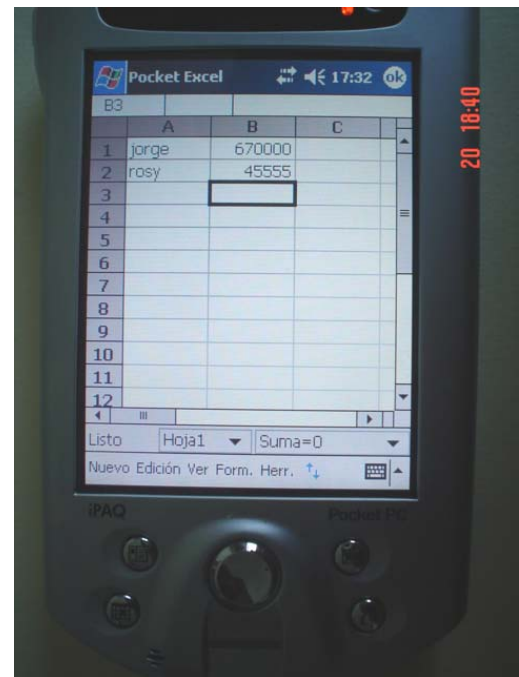 Pocket Excel 17:32 ok
B3
A B C
1 jorge 670000
2 rosy 45555
3
4
5
6
7
8
9
10
11
12
Listo Hoja1 Suma=0
Nuevo Edición Ver Form. Herr.
iPAQ Pocket PC
20 18:40